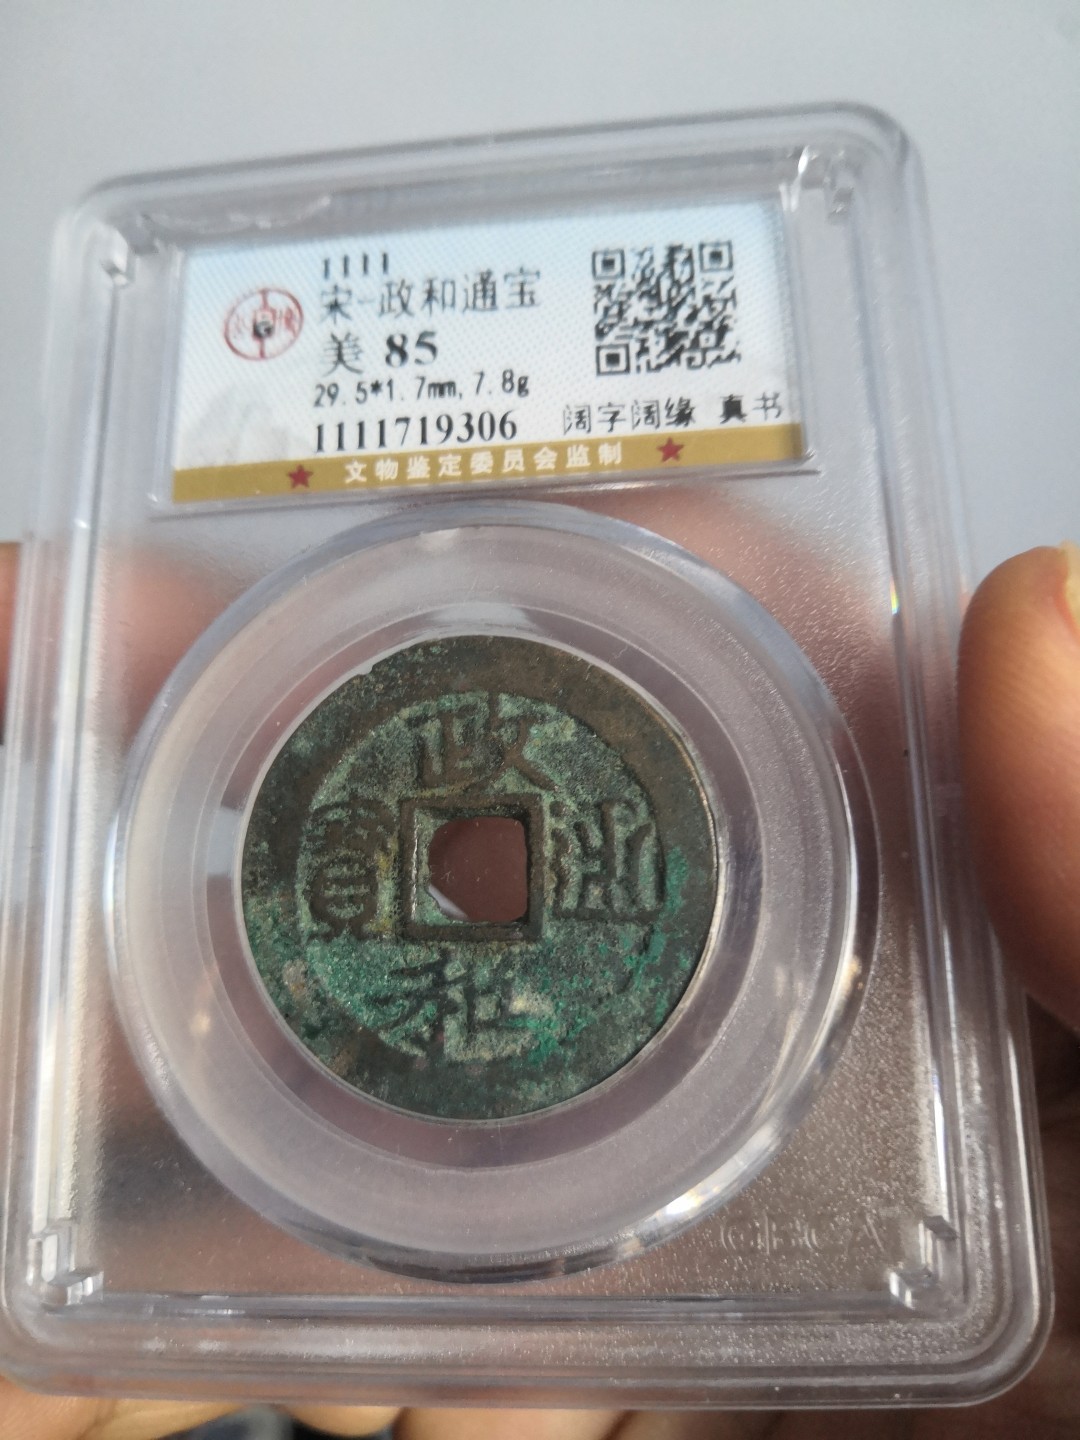 1111
宋-政和通宝
美 85
29.5*1.7mm,7.8g
1111719306
阔字阔缘 真书
文物鉴定委员会监制
政
寶 通
和